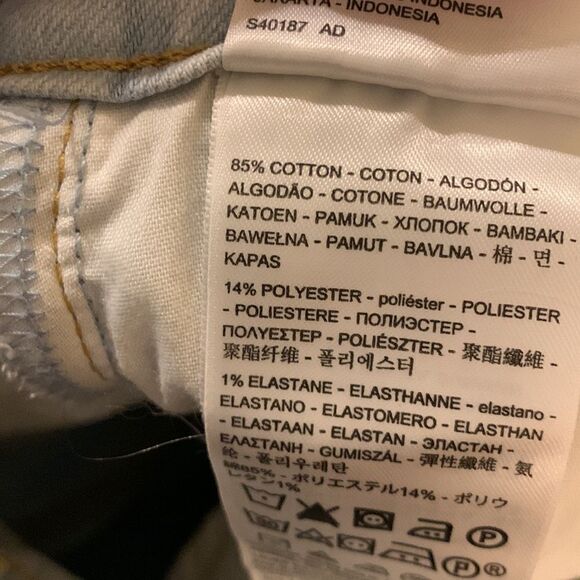 JAKARTA - INDONESIA
S40187 AD
85% COTTON - COTON - ALGODÓN -
ALGODÃO - COTONE - BAUMWOLLE -
KATOEN - PAMUK - ХЛОПОК - BAMBAKI -
BAWEŁNA - PAMUT - BAVLNA - 棉 - 면 -
KAPAS
14% POLYESTER - poliéster - POLIESTER
- POLIESTERE - ПОЛИЭСТЕР -
ΠΟΛΥΕΣΤΕΡ - POLIÉSZTER - 聚酯纖維 -
聚酯纤维 - 폴리에스터
1% ELASTANE - ELASTHANNE - elastano -
ELASTANO - ELASTOMERO - ELASTHAN
- ELASTAAN - ELASTAN - ЭЛАСТАН -
ΕΛΑΣΤΑΝΗ - GUMISZÁL - 彈性纖維 - 氨
纶 - 폴리우레탄
綿85% - ポリエステル14% - ポリウ
レタン1%
P
P